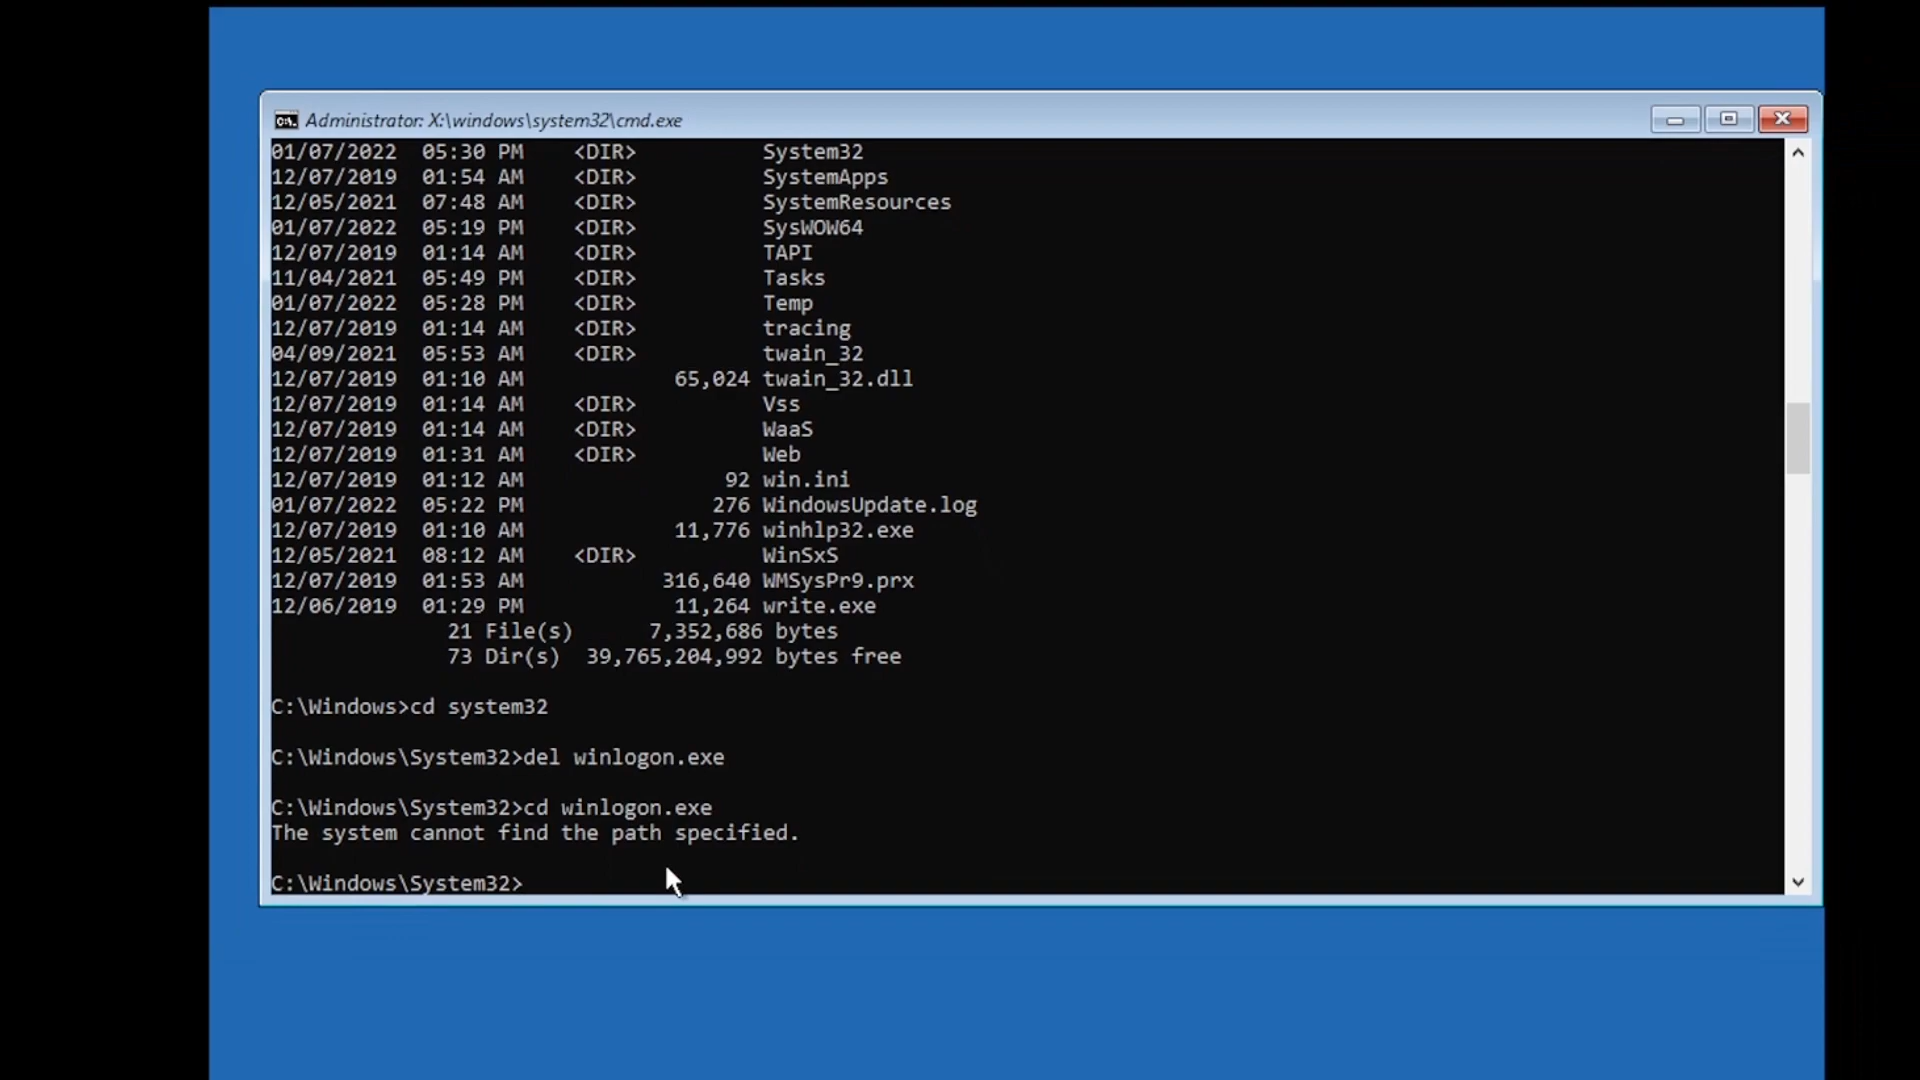 Administrator: X:\windows\system32\cmd.exe
01/07/2022  05:30 PM    <DIR>          System32
12/07/2019  01:54 AM    <DIR>          SystemApps
12/05/2021  07:48 AM    <DIR>          SystemResources
01/07/2022  05:19 PM    <DIR>          SysWOW64
12/07/2019  01:14 AM    <DIR>          TAPI
11/04/2021  05:49 PM    <DIR>          Tasks
01/07/2022  05:28 PM    <DIR>          Temp
12/07/2019  01:14 AM    <DIR>          tracing
04/09/2021  05:53 AM    <DIR>          twain_32
12/07/2019  01:10 AM            65,024 twain_32.dll
12/07/2019  01:14 AM    <DIR>          Vss
12/07/2019  01:14 AM    <DIR>          WaaS
12/07/2019  01:31 AM    <DIR>          Web
12/07/2019  01:12 AM                92 win.ini
01/07/2022  05:22 PM               276 WindowsUpdate.log
12/07/2019  01:10 AM            11,776 winhlp32.exe
12/05/2021  08:12 AM    <DIR>          WinSxS
12/07/2019  01:53 AM           316,640 WMSysPr9.prx
12/06/2019  01:29 PM            11,264 write.exe
              21 File(s)      7,352,686 bytes
              73 Dir(s)  39,765,204,992 bytes free
C:\Windows>cd system32
C:\Windows\System32>del winlogon.exe
C:\Windows\System32>cd winlogon.exe
The system cannot find the path specified.
C:\Windows\System32>